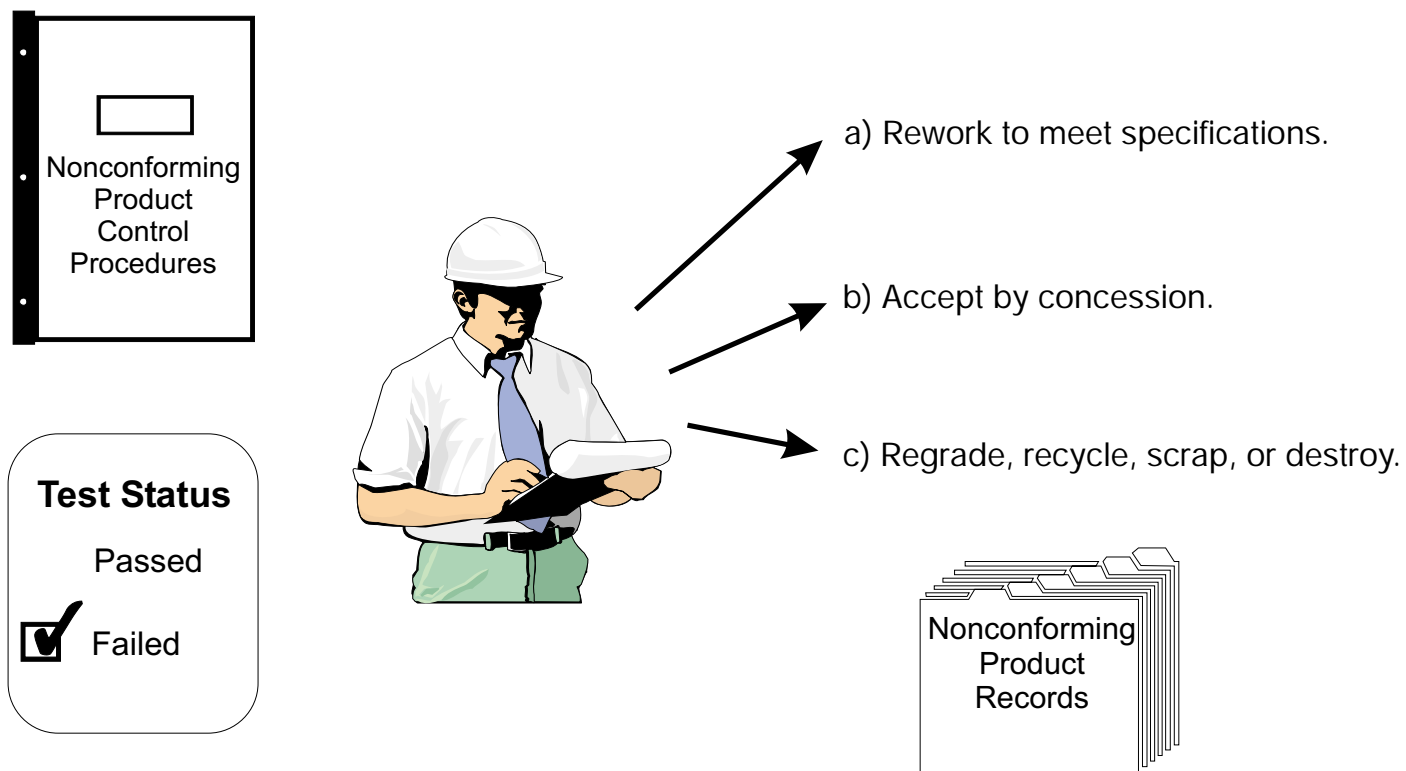 Nonconforming
Product
Control
Procedures
a) Rework to meet specifications.
b) Accept by concession.
c) Regrade, recycle, scrap, or destroy.
Test Status
Passed
Failed
Nonconforming
Product
Records